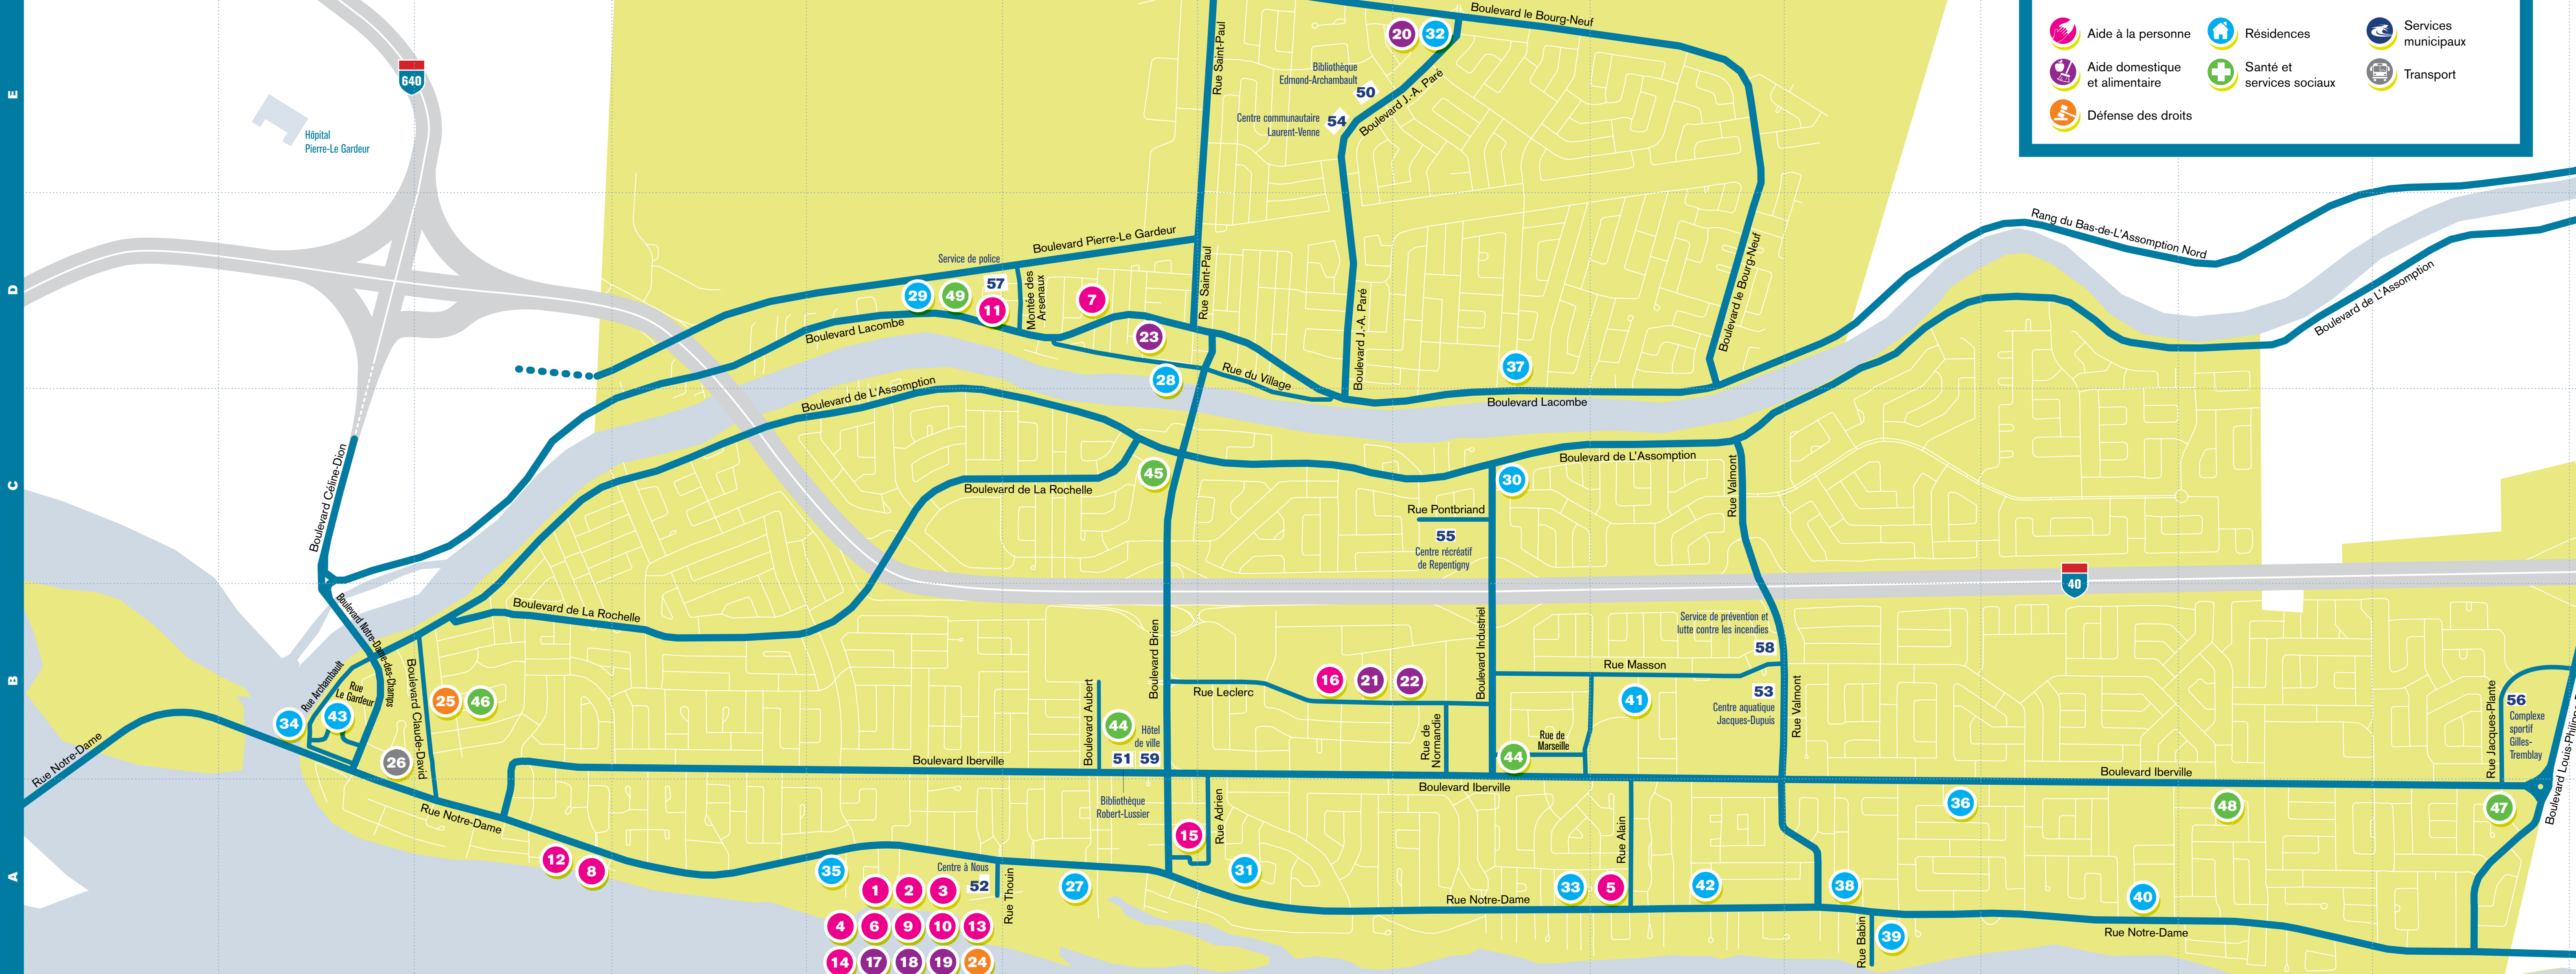 Boulevard le Bourg-Neuf
20
32
Rue Saint-Paul
Bibliothèque
Edmond-Archambault
50
Boulevard J.-A. Paré
Centre communautaire
Laurent-Venne
54
640
E
Hôpital
Pierre-Le Gardeur
Aide à la personne
Aide domestique
et alimentaire
Défense des droits
Résidences
Santé et
services sociaux
Services
municipaux
Transport
D
Boulevard Pierre-Le Gardeur
Service de police
57
29
49
11
Montée des
Arsenaux
7
23
Rue Saint-Paul
Boulevard Lacombe
28
Rue du Village
Boulevard J.-A. Paré
37
Boulevard Lacombe
Boulevard le Bourg-Neuf
Rang du Bas-de-L'Assomption Nord
Boulevard de L'Assomption
C
Boulevard de L'Assomption
Boulevard Céline-Dion
Boulevard de La Rochelle
45
30
Boulevard de L'Assomption
Rue Pontbriand
55
Centre récréatif
de Repentigny
Rue Valmont
40
B
Boulevard Notre-Dame-des-Champs
Boulevard de La Rochelle
Rue Archambault
Rue
Le Gardeur
34
43
Boulevard Claude-David
25
46
26
Rue Notre-Dame
Boulevard Brien
Boulevard Aubert
44
Hôtel
de ville
51
59
Boulevard Iberville
Rue Leclerc
16
21
22
Boulevard Industriel
Rue de
Normandie
Rue Masson
41
Rue de
Marseille
44
Service de prévention et
lutte contre les incendies
58
53
Centre aquatique
Jacques-Dupuis
Rue Valmont
Rue Jacques-Plante
56
Complexe
sportif
Gilles-
Tremblay
Boulevard Iberville
Boulevard Iberville
A
Rue Notre-Dame
Bibliothèque
Robert-Lussier
12
8
35
Centre à Nous
52
1
2
3
4
6
9
10
13
14
17
18
19
24
Rue Thouin
27
15
Rue Adrien
31
Rue Notre-Dame
33
5
Rue Alain
42
38
36
48
47
40
Rue Babin
39
Rue Notre-Dame